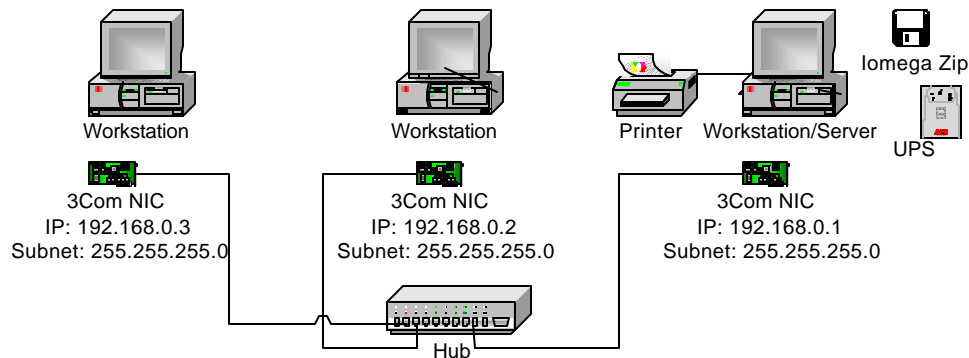 Iomega Zip
Workstation
Workstation
Printer
Workstation/Server
UPS
3Com NIC
IP: 192.168.0.3
Subnet: 255.255.255.0
3Com NIC
IP: 192.168.0.2
Subnet: 255.255.255.0
3Com NIC
IP: 192.168.0.1
Subnet: 255.255.255.0
Hub